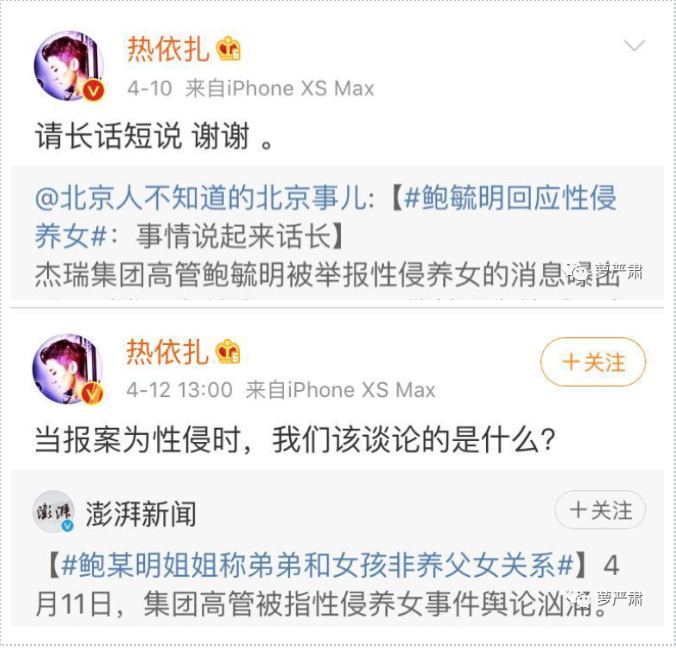 热依扎
4-10 来自iPhone XS Max
请长话短说 谢谢 。
@北京人不知道的北京事儿:【#鲍毓明回应性侵
养女#：事情说起来话长】
杰瑞集团高管鲍毓明被举报性侵养女的消息曝出
萝严肃
热依扎
4-12 13:00 来自iPhone XS Max
+关注
当报案为性侵时，我们该谈论的是什么?
澎湃
澎湃新闻
+关注
【#鲍某明姐姐称弟弟和女孩非养父女关系#】4
月11日，集团高管被指性侵养女事件舆论汹涌。
萝严肃